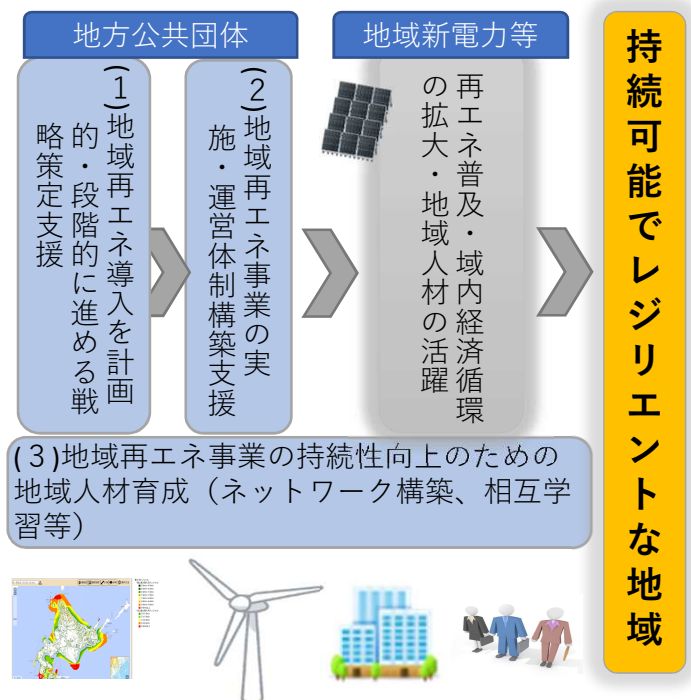 地方公共団体
地域新電力等
(1)地域再エネ導入を計画
的・段階的に進める戦
略策定支援
(2)地域再エネ事業の実
施・運営体制構築支援
再エネ普及・域内経済循環
の拡大・地域人材の活躍
持続可能でレジリエントな地域
(3)地域再エネ事業の持続性向上のための
地域人材育成（ネットワーク構築、相互学
習等）